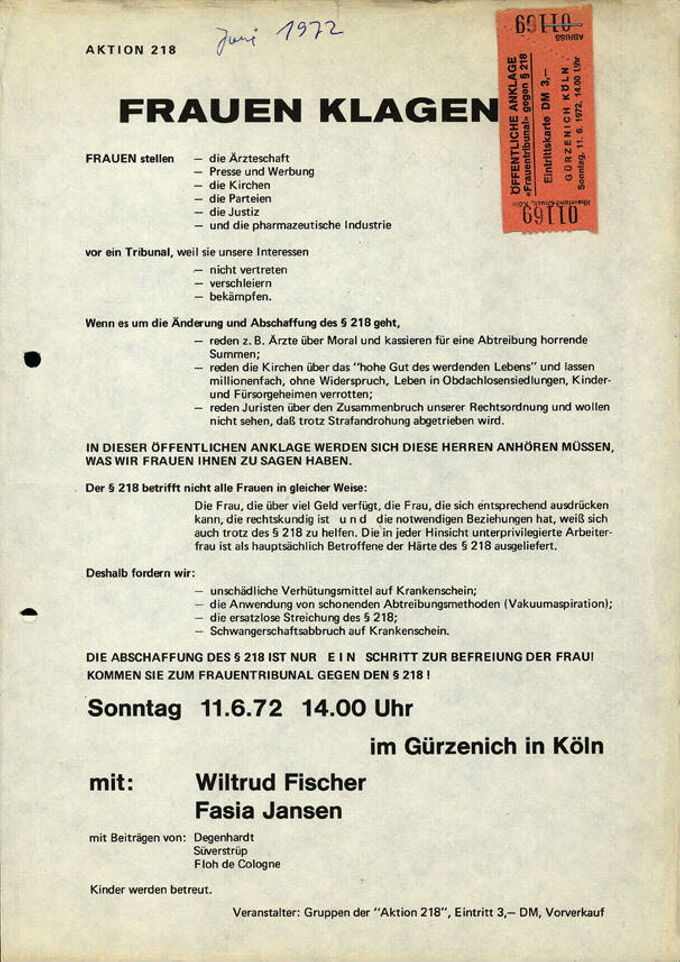 AKTION 218
Juni 1972
FRAUEN KLAGEN
FRAUEN stellen – die Ärzteschaft
– Presse und Werbung
– die Kirchen
– die Parteien
– die Justiz
– und die pharmazeutische Industrie
vor ein Tribunal, weil sie unsere Interessen
– nicht vertreten
– verschleiern
– bekämpfen.
Wenn es um die Änderung und Abschaffung des § 218 geht,
– reden z. B. Ärzte über Moral und kassieren für eine Abtreibung horrende
Summen;
– reden die Kirchen über das "hohe Gut des werdenden Lebens" und lassen
millionenfach, ohne Widerspruch, Leben in Obdachlosensiedlungen, Kinder-
und Fürsorgeheimen verrotten;
– reden Juristen über den Zusammenbruch unserer Rechtsordnung und wollen
nicht sehen, daß trotz Strafandrohung abgetrieben wird.
IN DIESER ÖFFENTLICHEN ANKLAGE WERDEN SICH DIESE HERREN ANHÖREN MÜSSEN,
WAS WIR FRAUEN IHNEN ZU SAGEN HABEN.
Der § 218 betrifft nicht alle Frauen in gleicher Weise:
Die Frau, die über viel Geld verfügt, die Frau, die sich entsprechend ausdrücken
kann, die rechtskundig ist u n d die notwendigen Beziehungen hat, weiß sich
auch trotz des § 218 zu helfen. Die in jeder Hinsicht unterprivilegierte Arbeiter-
frau ist als hauptsächlich Betroffene der Härte des § 218 ausgeliefert.
Deshalb fordern wir:
– unschädliche Verhütungsmittel auf Krankenschein;
– die Anwendung von schonenden Abtreibungsmethoden (Vakuumaspiration);
– die ersatzlose Streichung des § 218;
– Schwangerschaftsabbruch auf Krankenschein.
DIE ABSCHAFFUNG DES § 218 IST NUR E I N SCHRITT ZUR BEFREIUNG DER FRAU!
KOMMEN SIE ZUM FRAUENTRIBUNAL GEGEN DEN § 218 !
Sonntag 11.6.72 14.00 Uhr
im Gürzenich in Köln
mit: Wiltrud Fischer
Fasia Jansen
mit Beiträgen von: Degenhardt
Süverstrüp
Floh de Cologne
Kinder werden betreut.
Veranstalter: Gruppen der "Aktion 218", Eintritt 3,– DM, Vorverkauf
01169
ABRISS
ÖFFENTLICHE ANKLAGE
«Frauentribunal» gegen § 218
Eintrittskarte DM 3,–
GÜRZENICH KÖLN
Sonntag, 11. 6. 1972, 14.00 Uhr
Rheinland-Druck, Köln
01169